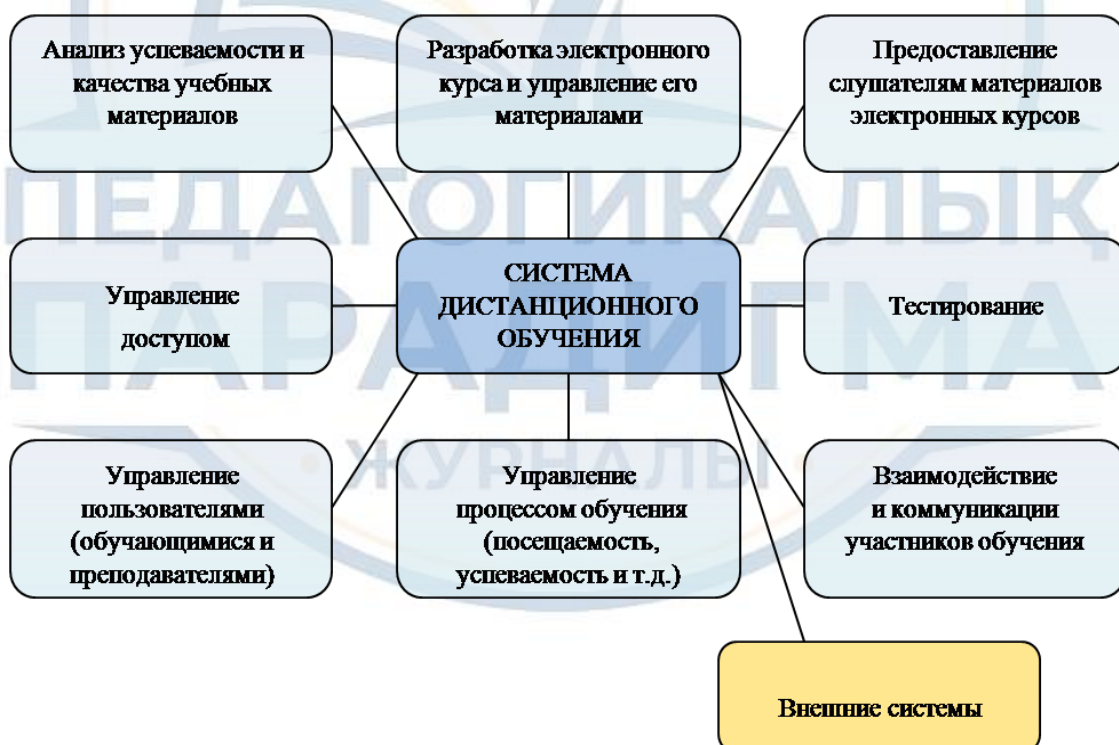 Анализ успеваемости и
качества учебных
материалов
Разработка электронного
курса и управление его
материалами
Предоставление
слушателям материалов
электронных курсов
ПЕДАГОГИКАЛЫҚ
Управление
доступом
СИСТЕМА
ДИСТАНЦИОННОГО
ОБУЧЕНИЯ
Тестирование
ПАРАДИГМА
ЖУРНАЛЫ
Управление
пользователями
(обучающимися и
преподавателями)
Управление
процессом обучения
(посещаемость,
успеваемость и т.д.)
Взаимодействие
и коммуникации
участников обучения
Внешние системы